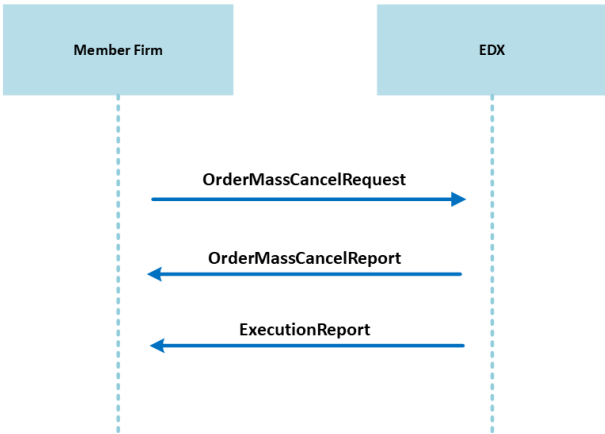 Member Firm
EDX
OrderMassCancelRequest
OrderMassCancelReport
ExecutionReport